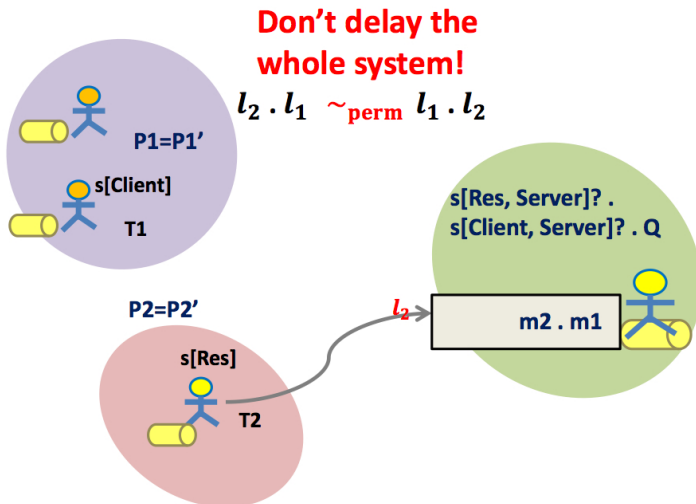 Don't delay the
whole system!
l₂ . l₁ ~perm l₁ . l₂
P1=P1'
s[Client]
T1
s[Res, Server]? .
s[Client, Server]? . Q
P2=P2'
l₂
m2 . m1
s[Res]
T2